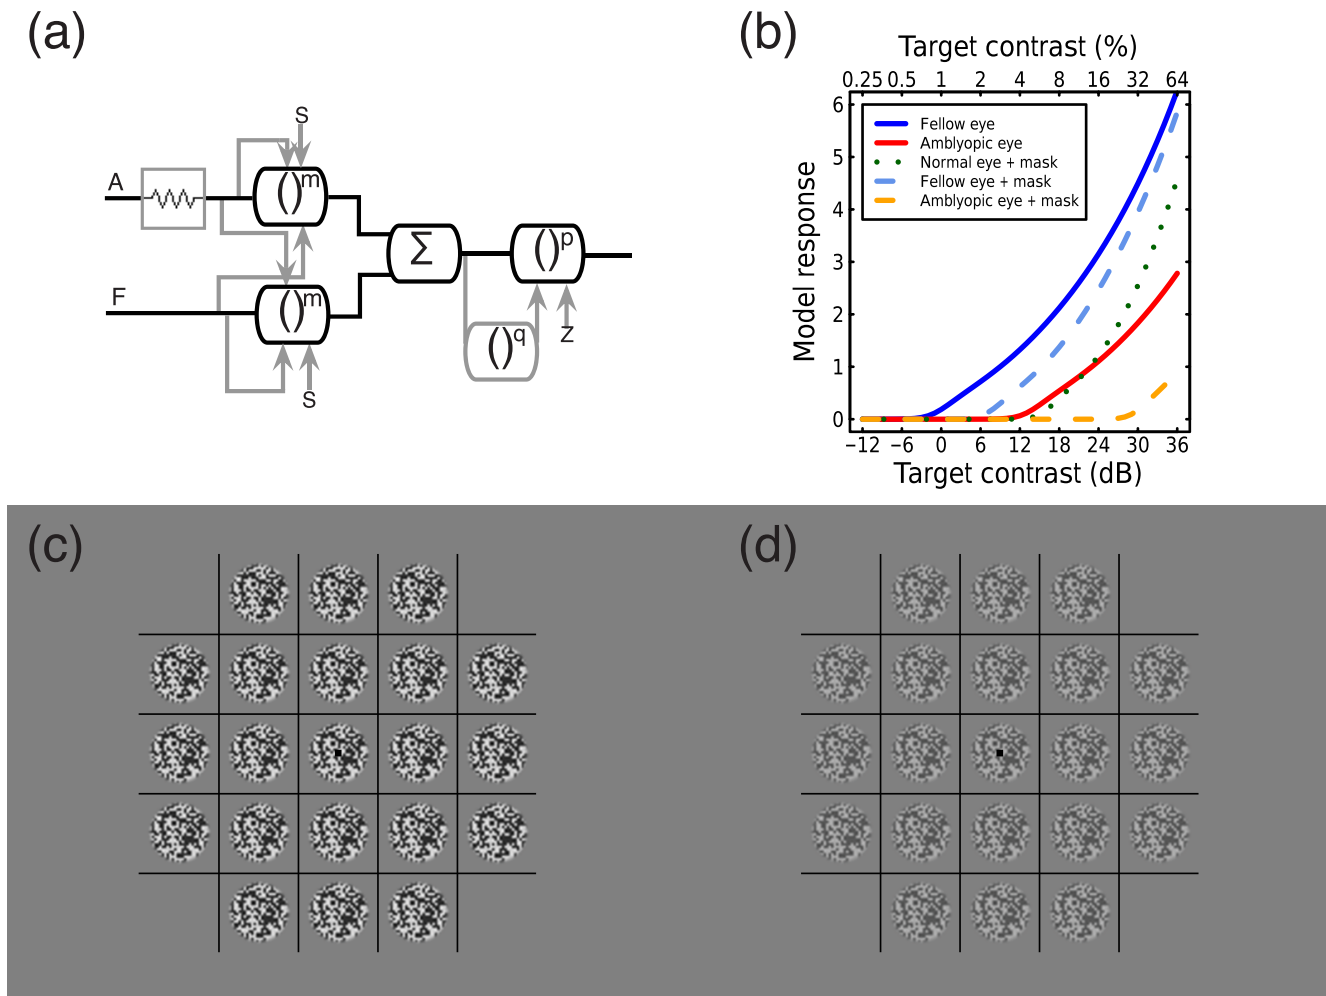 (a)
S
A
( )m
F
( )m
S
Σ
( )p
( )q
Z
(b)
Target contrast (%)
0.25 0.5 1 2 4 8 16 32 64
Fellow eye
Amblyopic eye
Normal eye + mask
Fellow eye + mask
Amblyopic eye + mask
Model response
6
5
4
3
2
1
0
−12 −6 0 6 12 18 24 30 36
Target contrast (dB)
(c)
(d)